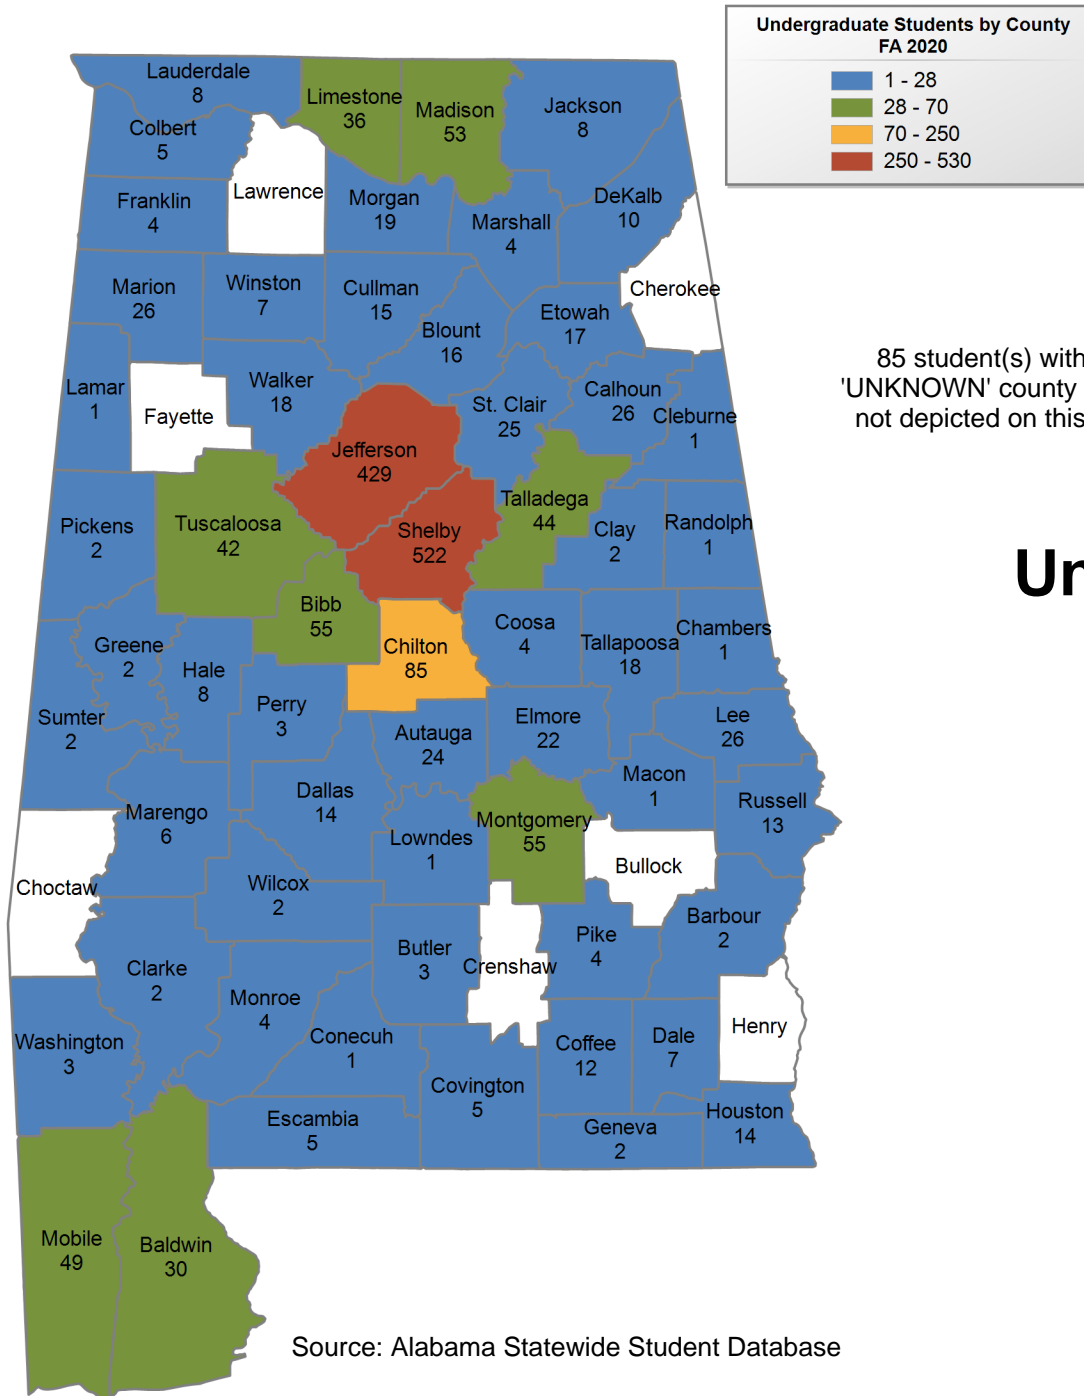 Undergraduate Students by County
FA 2020
1 - 28
28 - 70
70 - 250
250 - 530
Lauderdale
8
Limestone
36
Madison
53
Jackson
8
Colbert
5
Lawrence
Franklin
4
Morgan
19
Marshall
4
DeKalb
10
Cherokee
Marion
26
Winston
7
Cullman
15
Blount
16
Etowah
17
85 student(s) with
'UNKNOWN' county
not depicted on this
Lamar
1
Fayette
Walker
18
St. Clair
25
Calhoun
26
Cleburne
1
Jefferson
429
Talladega
44
Pickens
2
Tuscaloosa
42
Shelby
522
Clay
2
Randolph
1
Un
Bibb
55
Chilton
85
Coosa
4
Tallapoosa
18
Chambers
1
Greene
2
Hale
8
Perry
3
Sumter
2
Autauga
24
Elmore
22
Lee
26
Macon
1
Russell
13
Marengo
6
Dallas
14
Lowndes
1
Montgomery
55
Bullock
Choctaw
Wilcox
2
Butler
3
Crenshaw
Pike
4
Barbour
2
Clarke
2
Monroe
4
Conecuh
1
Henry
Washington
3
Covington
5
Coffee
12
Dale
7
Escambia
5
Geneva
2
Houston
14
Mobile
49
Baldwin
30
Source: Alabama Statewide Student Database